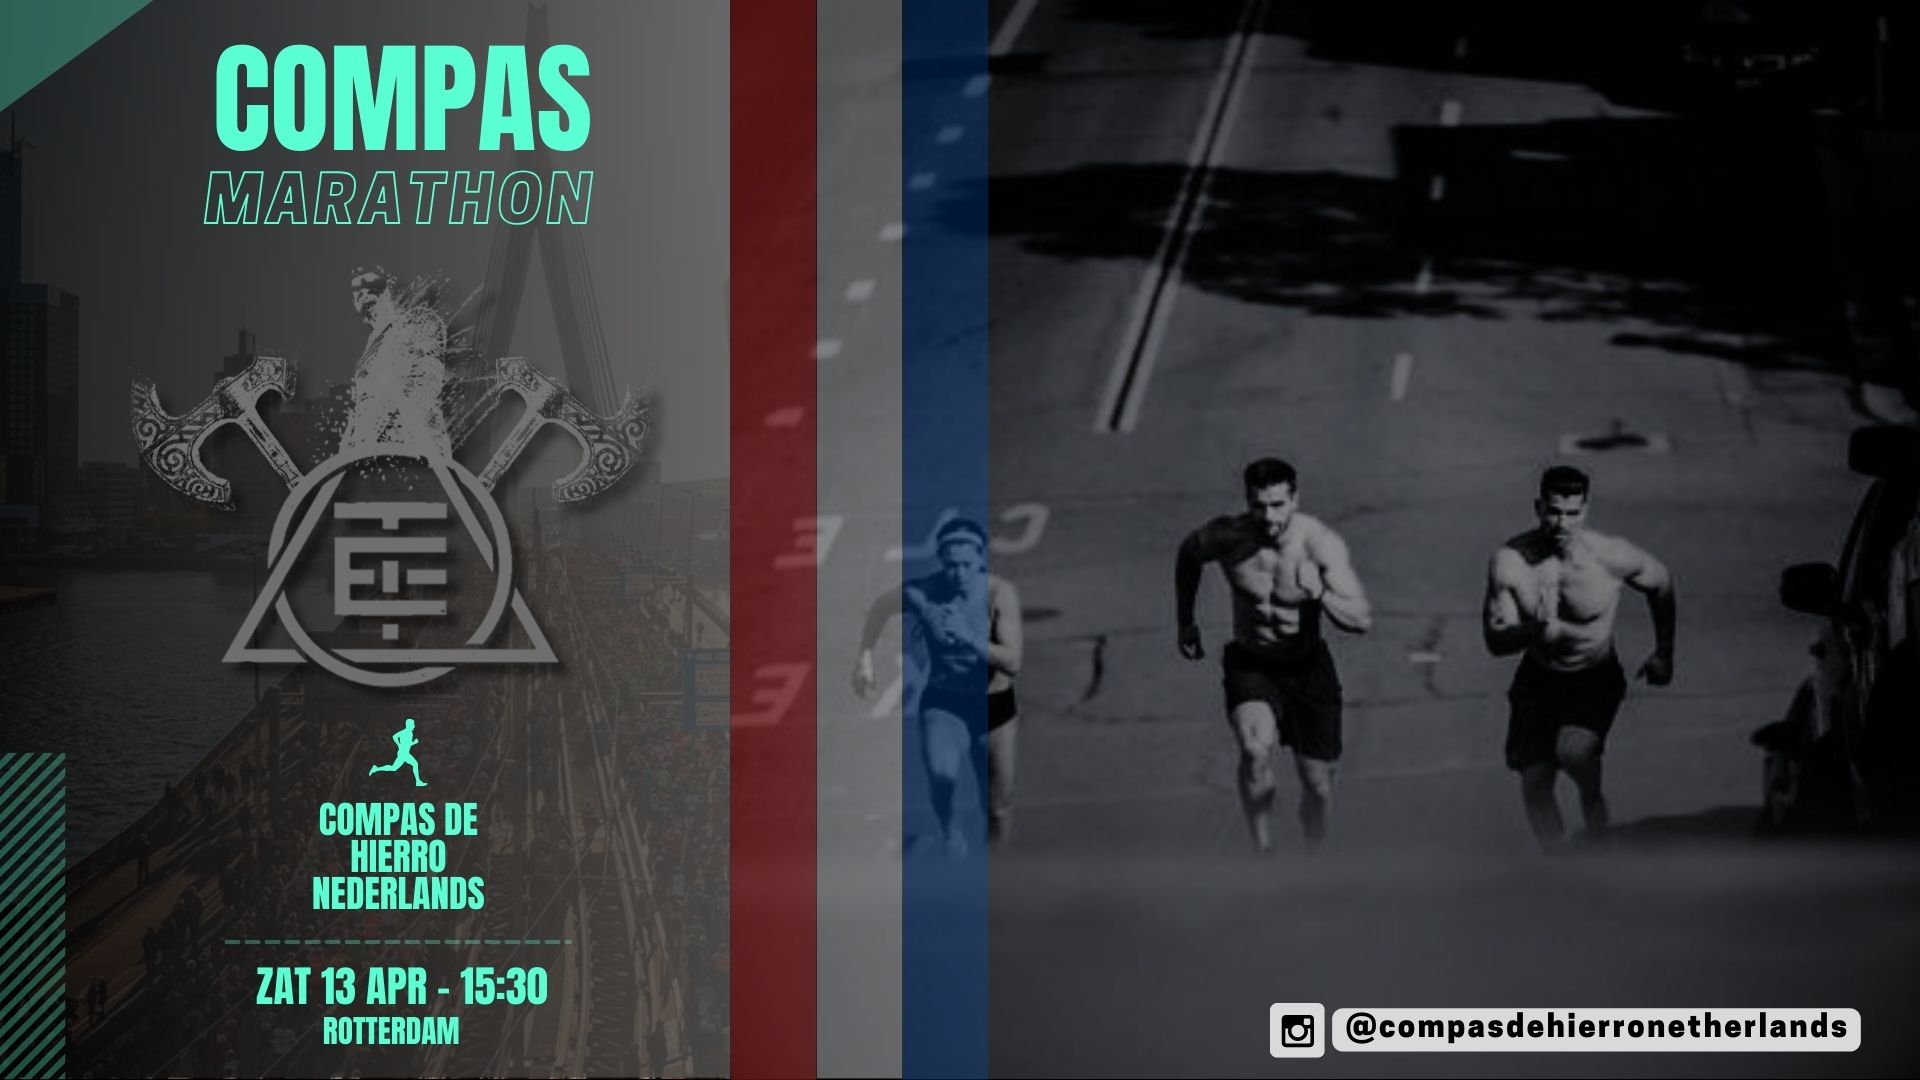 COMPAS
MARATHON
COMPAS DE
HIERRO
NEDERLANDS
ZAT 13 APR - 15:30
ROTTERDAM
@compasdehierronetherlands